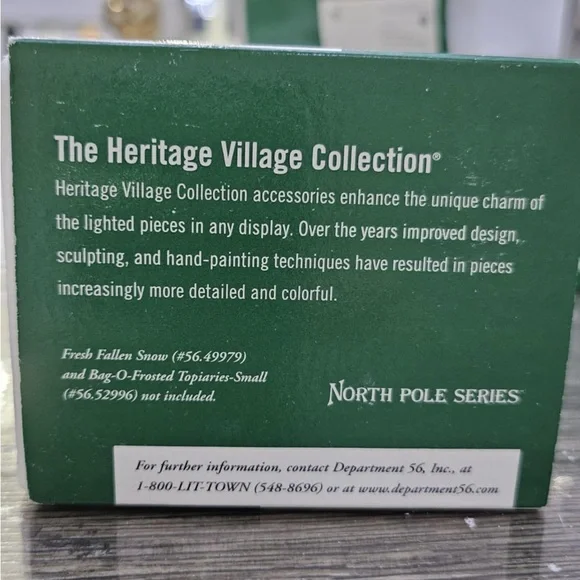 The Heritage Village Collection®
Heritage Village Collection accessories enhance the unique charm of
the lighted pieces in any display. Over the years improved design,
sculpting, and hand-painting techniques have resulted in pieces
increasingly more detailed and colorful.
Fresh Fallen Snow (#56.49979)
and Bag-O-Frosted Topiaries-Small
(#56.52996) not included.
NORTH POLE SERIES
For further information, contact Department 56, Inc., at
1-800-LIT-TOWN (548-8696) or at www.department56.com